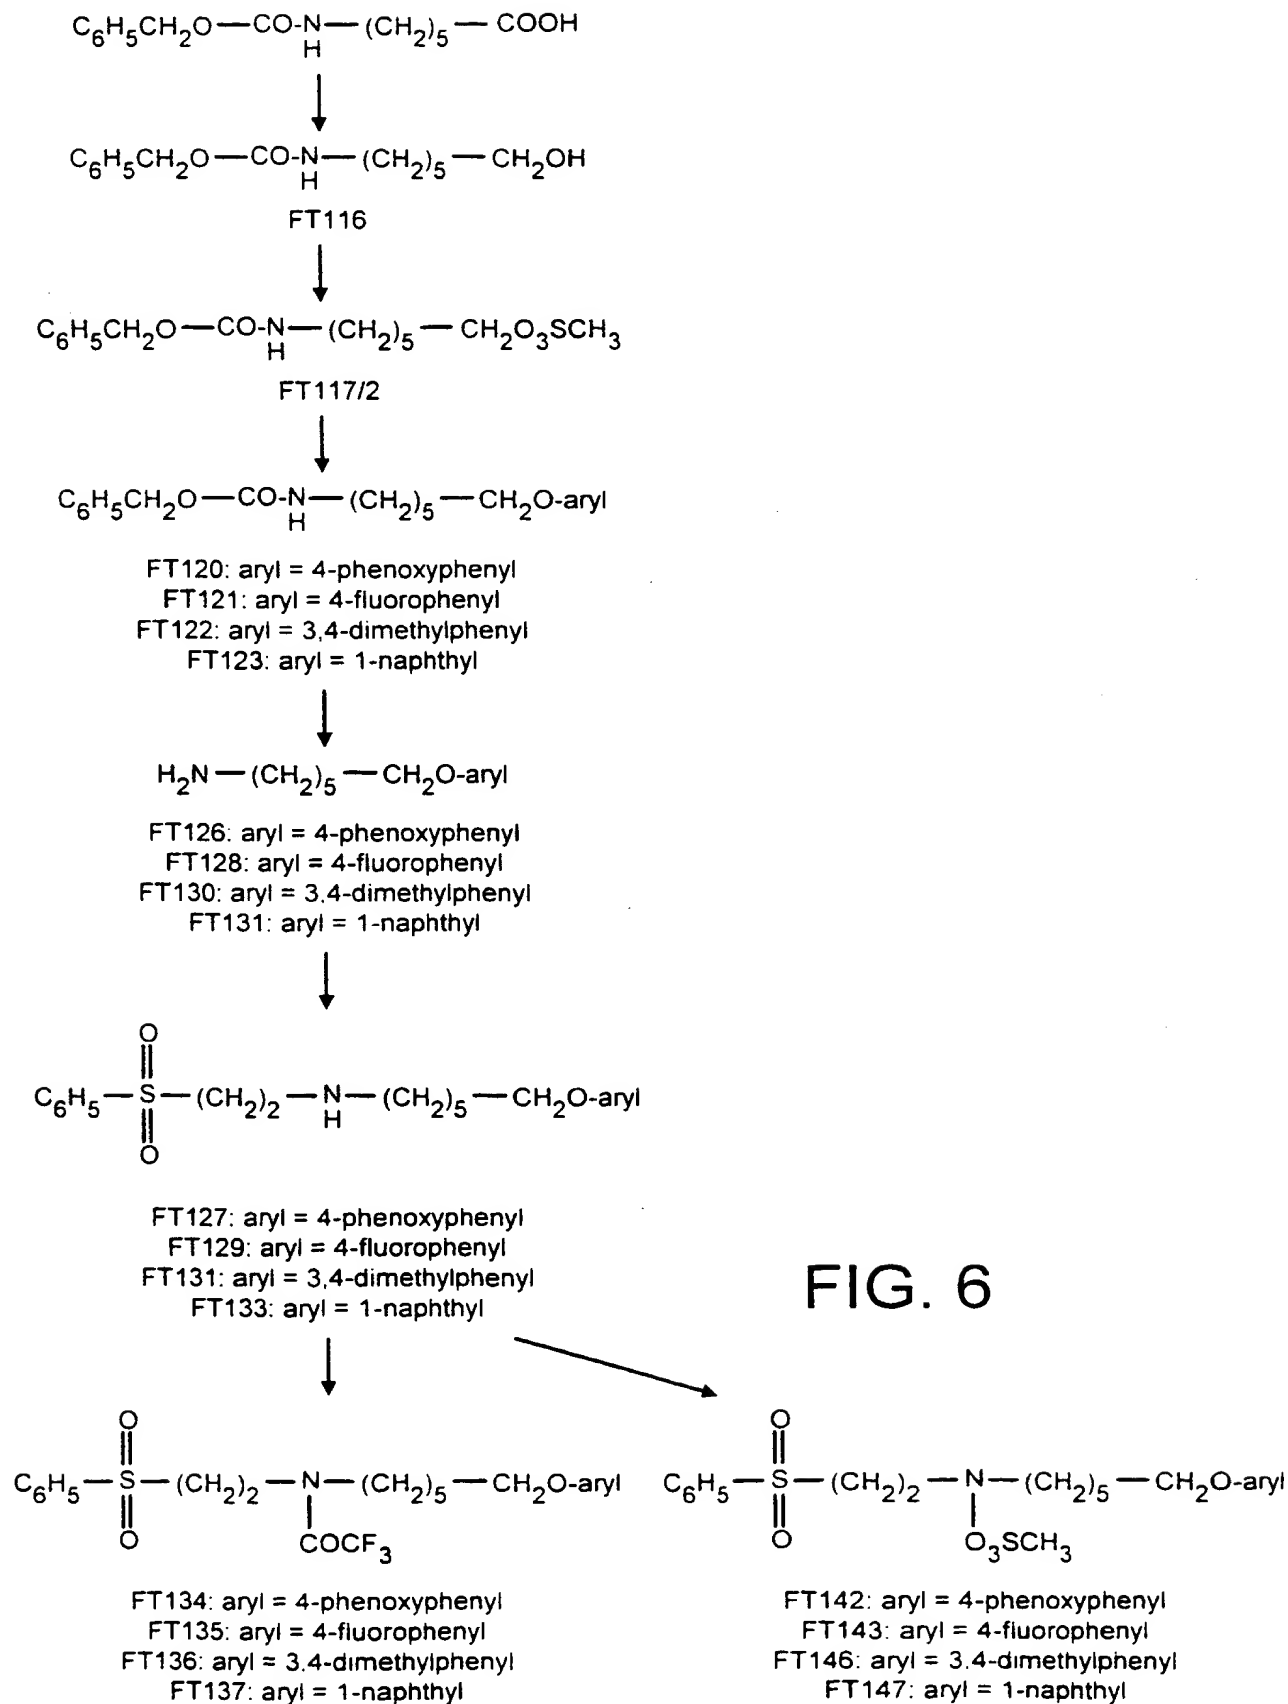 C6H5CH2O—CO-N—(CH2)5—COOH
H
C6H5CH2O—CO-N—(CH2)5—CH2OH
H
FT116
C6H5CH2O—CO-N—(CH2)5—CH2O3SCH3
H
FT117/2
C6H5CH2O—CO-N—(CH2)5—CH2O-aryl
H
FT120: aryl = 4-phenoxyphenyl
FT121: aryl = 4-fluorophenyl
FT122: aryl = 3,4-dimethylphenyl
FT123: aryl = 1-naphthyl
H2N—(CH2)5—CH2O-aryl
FT126: aryl = 4-phenoxyphenyl
FT128: aryl = 4-fluorophenyl
FT130: aryl = 3,4-dimethylphenyl
FT131: aryl = 1-naphthyl
O
C6H5—S—(CH2)2—N—(CH2)5—CH2O-aryl
H
O
FT127: aryl = 4-phenoxyphenyl
FT129: aryl = 4-fluorophenyl
FT131: aryl = 3,4-dimethylphenyl
FT133: aryl = 1-naphthyl
FIG. 6
O
C6H5—S—(CH2)2—N—(CH2)5—CH2O-aryl
O
COCF3
FT134: aryl = 4-phenoxyphenyl
FT135: aryl = 4-fluorophenyl
FT136: aryl = 3,4-dimethylphenyl
FT137: aryl = 1-naphthyl
O
C6H5—S—(CH2)2—N—(CH2)5—CH2O-aryl
O
O3SCH3
FT142: aryl = 4-phenoxyphenyl
FT143: aryl = 4-fluorophenyl
FT146: aryl = 3,4-dimethylphenyl
FT147: aryl = 1-naphthyl